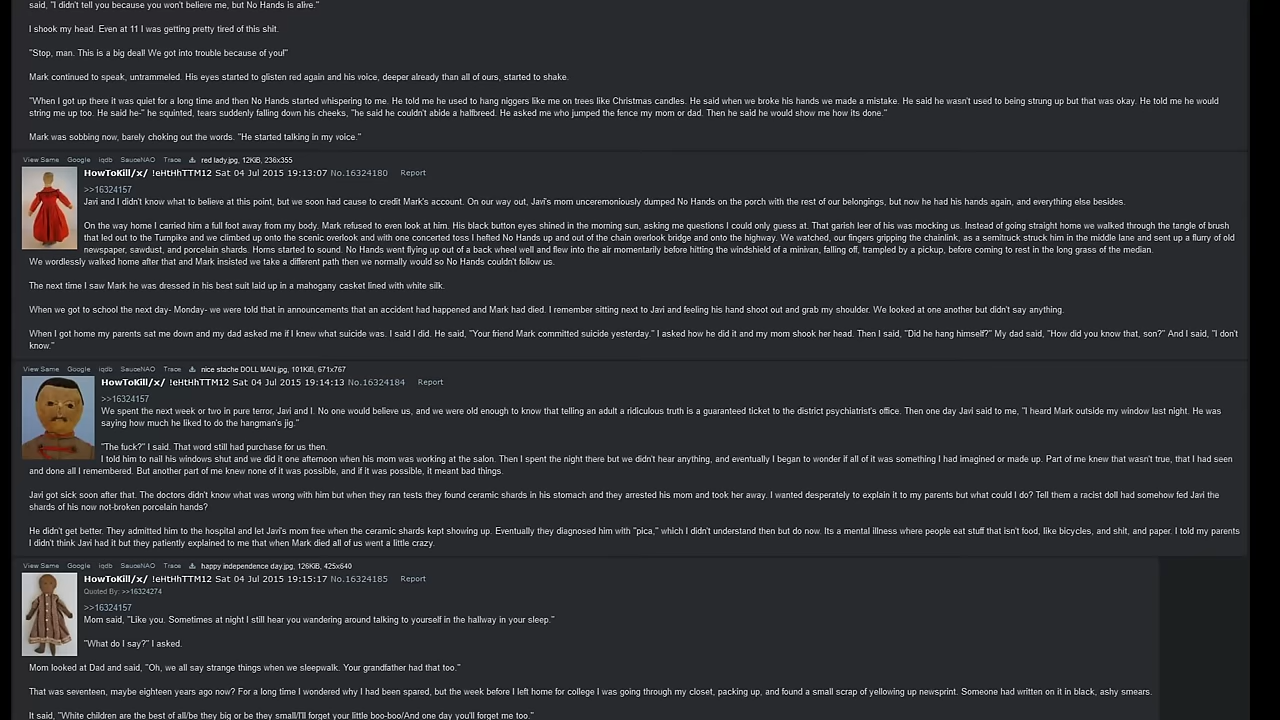 said, "I didn't tell you because you won't believe me, but No Hands is alive."
I shook my head. Even at 11 I was getting pretty tired of this shit.
"Stop, man. This is a big deal! We got into trouble because of you!"
Mark continued to speak, untrammeled. His eyes started to glisten red again and his voice, deeper already than all of ours, started to shake.
"When I got up there it was quiet for a long time and then No Hands started whispering to me. He told me he used to hang niggers like me on trees like Christmas candles. He said when we broke his hands we made a mistake. He said he wasn't used to being strung up but that was okay. He told me he would
string me up too. He said he-" he squinted, tears suddenly falling down his cheeks, "he said he couldn't abide a halfbreed. He asked me who jumped the fence my mom or dad. Then he said he would show me how its done."
Mark was sobbing now, barely choking out the words. "He started talking in my voice."
View Same Google iqdb SauceNAO Trace red lady.jpg, 12KiB, 236x355
HowToKill/x/ !eHtHhTTM12 Sat 04 Jul 2015 19:13:07 No.16324180 Report
>>16324157
Javi and I didn't know what to believe at this point, but we soon had cause to credit Mark's account. On our way out, Javi's mom unceremoniously dumped No Hands on the porch with the rest of our belongings, but now he had his hands again, and everything else besides.
On the way home I carried him a full foot away from my body. Mark refused to even look at him. His black button eyes shined in the morning sun, asking me questions I could only guess at. That garish leer of his was mocking us. Instead of going straight home we walked through the tangle of brush
that led out to the Turnpike and we climbed up onto the scenic overlook and with one concerted toss I hefted No Hands up and out of the chain overlook bridge and onto the highway. We watched, our fingers gripping the chainlink, as a semitruck struck him in the middle lane and sent up a flurry of old
newspaper, sawdust, and porcelain shards. Horns started to sound. No Hands went flying up out of a back wheel well and flew into the air momentarily before hitting the windshield of a minivan, falling off, trampled by a pickup, before coming to rest in the long grass of the median.
We wordlessly walked home after that and Mark insisted we take a different path then we normally would so No Hands couldn't follow us.
The next time I saw Mark he was dressed in his best suit laid up in a mahogany casket lined with white silk.
When we got to school the next day- Monday- we were told that in announcements that an accident had happened and Mark had died. I remember sitting next to Javi and feeling his hand shoot out and grab my shoulder. We looked at one another but didn't say anything.
When I got home my parents sat me down and my dad asked me if I knew what suicide was. I said I did. He said, "Your friend Mark committed suicide yesterday." I asked how he did it and my mom shook her head. Then I said, "Did he hang himself?" My dad said, "How did you know that, son?" And I said, "I don't
know."
View Same Google iqdb SauceNAO Trace nice stache DOLL MAN.jpg, 101KiB, 671x767
HowToKill/x/ !eHtHhTTM12 Sat 04 Jul 2015 19:14:13 No.16324184 Report
>>16324157
We spent the next week or two in pure terror, Javi and I. No one would believe us, and we were old enough to know that telling an adult a ridiculous truth is a guaranteed ticket to the district psychiatrist's office. Then one day Javi said to me, "I heard Mark outside my window last night. He was
saying how much he liked to do the hangman's jig."
"The fuck?" I said. That word still had purchase for us then.
I told him to nail his windows shut and we did it one afternoon when his mom was working at the salon. Then I spent the night there but we didn't hear anything, and eventually I began to wonder if all of it was something I had imagined or made up. Part of me knew that wasn't true, that I had seen
and done all I remembered. But another part of me knew none of it was possible, and if it was possible, it meant bad things.
Javi got sick soon after that. The doctors didn't know what was wrong with him but when they ran tests they found ceramic shards in his stomach and they arrested his mom and took her away. I wanted desperately to explain it to my parents but what could I do? Tell them a racist doll had somehow fed Javi the
shards of his now not-broken porcelain hands?
He didn't get better. They admitted him to the hospital and let Javi's mom free when the ceramic shards kept showing up. Eventually they diagnosed him with "pica," which I didn't understand then but do now. Its a mental illness where people eat stuff that isn't food, like bicycles, and shit, and paper. I told my parents
I didn't think Javi had it but they patiently explained to me that when Mark died all of us went a little crazy.
View Same Google iqdb SauceNAO Trace happy independence day.jpg, 126KiB, 425x640
HowToKill/x/ !eHtHhTTM12 Sat 04 Jul 2015 19:15:17 No.16324185 Report
Quoted By: >>16324274
>>16324157
Mom said, "Like you. Sometimes at night I still hear you wandering around talking to yourself in the hallway in your sleep."
"What do I say?" I asked.
Mom looked at Dad and said, "Oh, we all say strange things when we sleepwalk. Your grandfather had that too."
That was seventeen, maybe eighteen years ago now? For a long time I wondered why I had been spared, but the week before I left home for college I was going through my closet, packing up, and found a small scrap of yellowing up newsprint. Someone had written on it in black, ashy smears.
It said, "White children are the best of all/be they big or be they small/I'll forget your little boo-boo/And one day you'll forget me too."